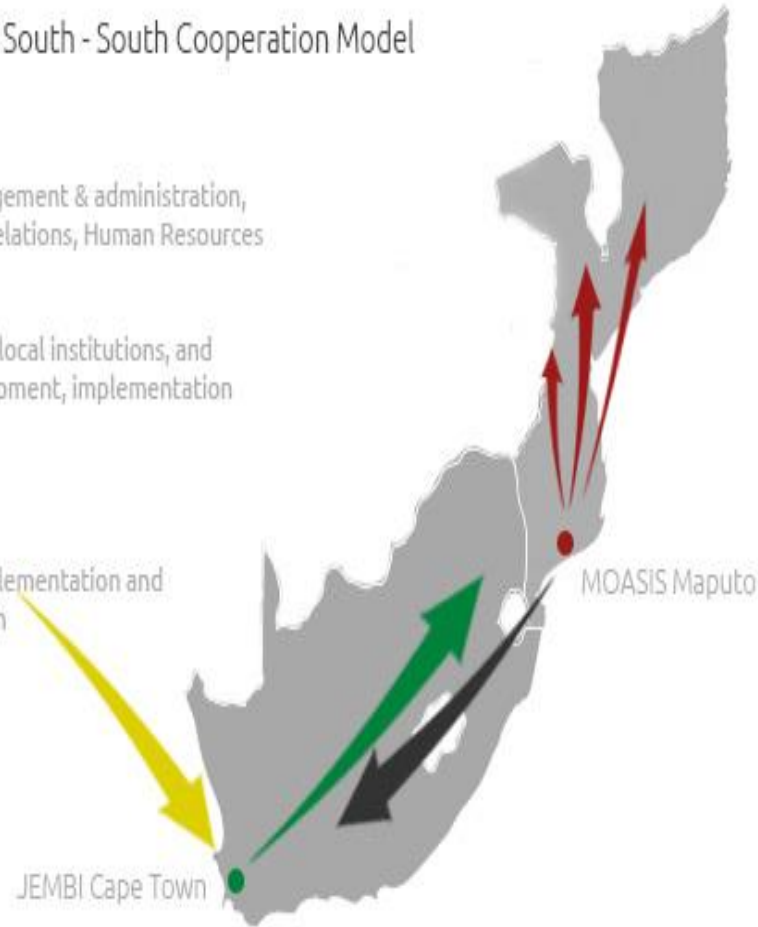 South - South Cooperation Model
gement & administration,
elations, Human Resources
local institutions, and
pment, implementation
lementation and
n
MOASIS Maputo
JEMBI Cape Town